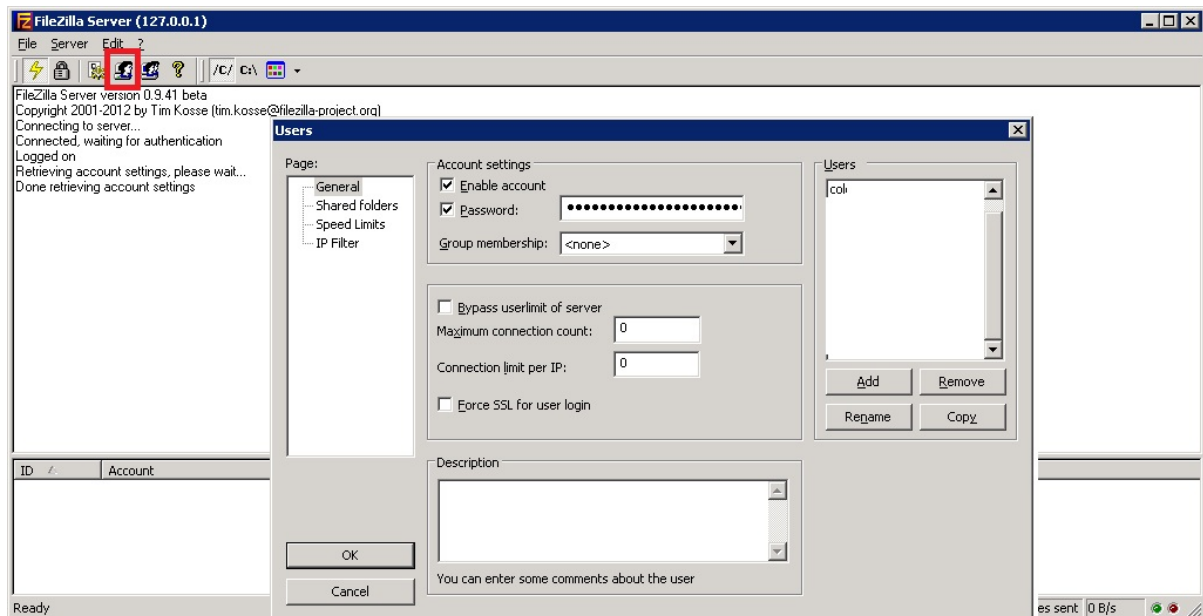 FileZilla Server (127.0.0.1)
File Server Edit ?
/C/ C:\
FileZilla Server version 0.9.41 beta
Copyright 2001-2012 by Tim Kosse (tim.kosse@filezilla-project.org)
Connecting to server...
Connected, waiting for authentication
Logged on
Retrieving account settings, please wait...
Done retrieving account settings
Users
Page:
General
Shared folders
Speed Limits
IP Filter
OK
Cancel
Account settings
Enable account
Password:
Group membership: <none>
Bypass userlimit of server
Maximum connection count: 0
Connection limit per IP: 0
Force SSL for user login
Description
You can enter some comments about the user
Users
Add Remove
Rename Copy
ID Account
Ready
es sent 0 B/s